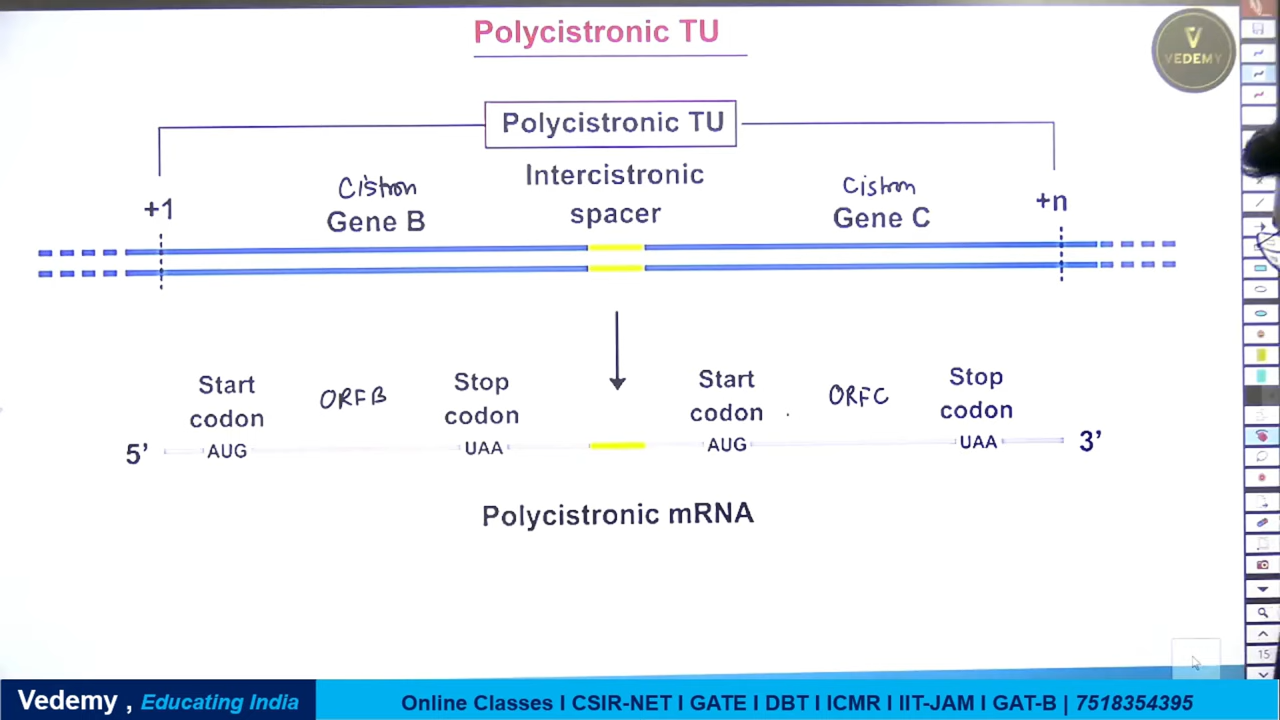 Polycistronic TU
VEDEMY
Polycistronic TU
Cistron
Intercistronic
spacer
Cistron
+1
Gene B
Gene C
+n
Start
codon
ORF B
Stop
codon
Start
codon
ORF C
Stop
codon
5’
AUG
UAA
AUG
UAA
3’
Polycistronic mRNA
15
Vedemy , Educating India
Online Classes I CSIR-NET I GATE I DBT I ICMR I IIT-JAM I GAT-B | 7518354395